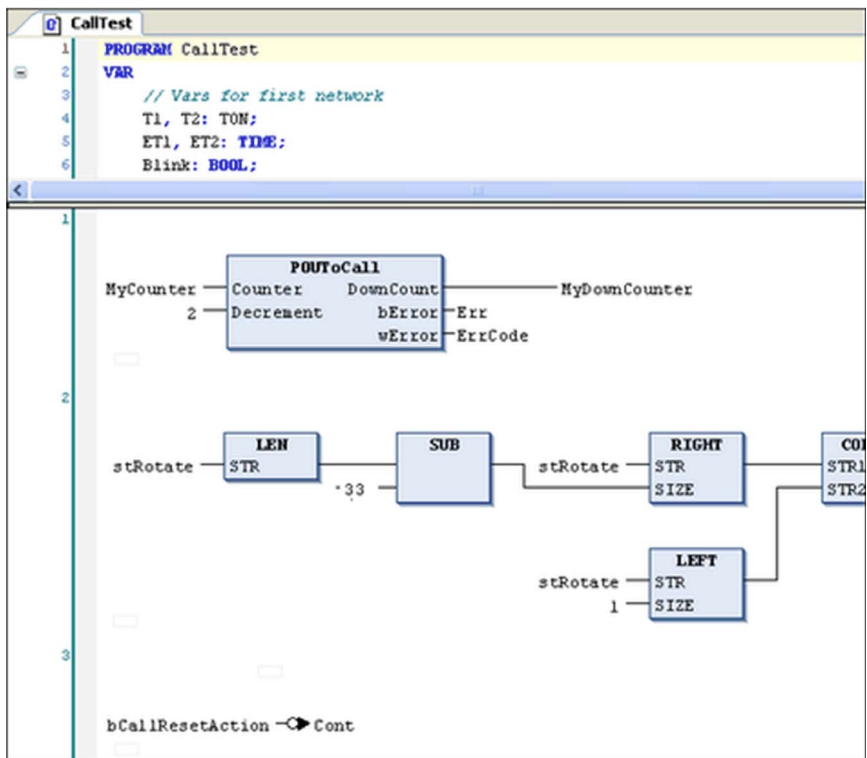 CallTest
1 PROGRAM CallTest
2 VAR
3 // Vars for first network
4 T1, T2: TON;
5 ET1, ET2: TIME;
6 Blink: BOOL;
1
POUToCall
MyCounter Counter DownCount MyDownCounter
2 Decrement bError Err
wError ErrCode
2
LEN SUB RIGHT
stRotate STR stRotate STR STR1
33 SIZE STR2
LEFT
stRotate STR
1 SIZE
3
bCallResetAction Cont